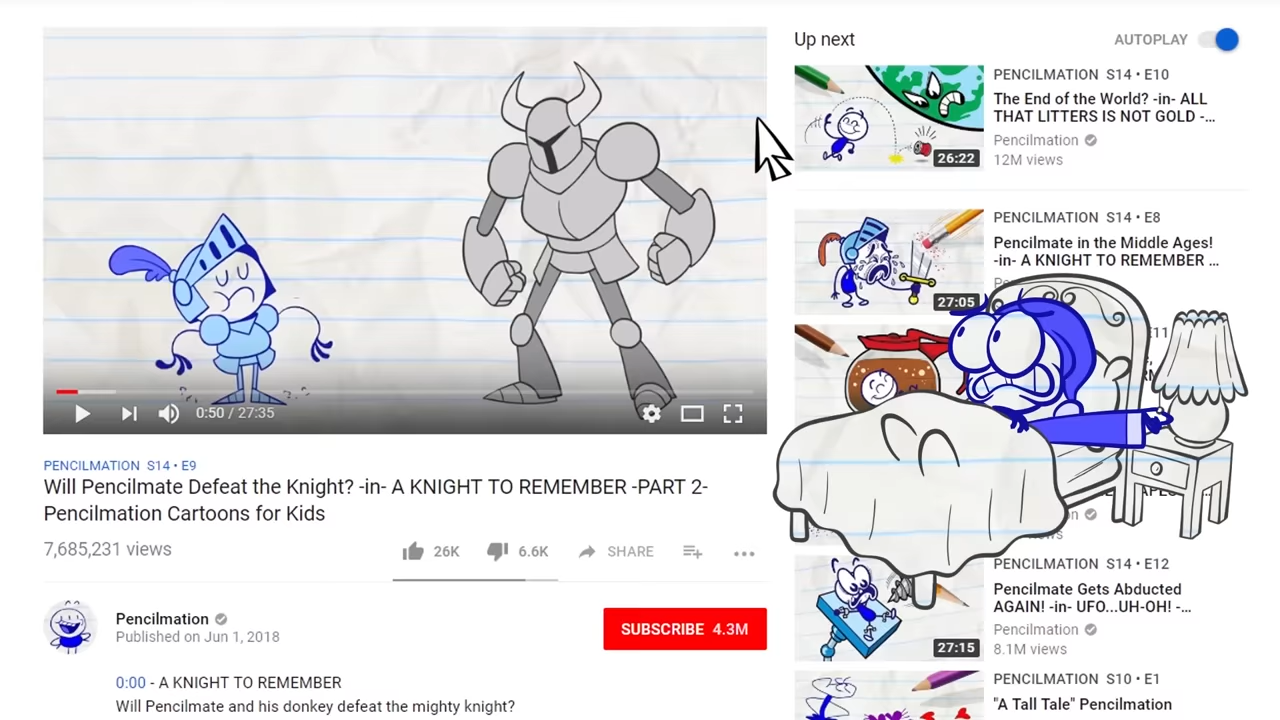 Up next
AUTOPLAY
PENCILMATION S14 • E10
The End of the World? -in- ALL
THAT LITTERS IS NOT GOLD -...
Pencilmation
12M views
26:22
PENCILMATION S14 • E8
Pencilmate in the Middle Ages!
-in- A KNIGHT TO REMEMBER ...
27:05
0:50 / 27:35
PENCILMATION S14 • E9
Will Pencilmate Defeat the Knight? -in- A KNIGHT TO REMEMBER -PART 2-
Pencilmation Cartoons for Kids
7,685,231 views
26K
6.6K
SHARE
PENCILMATION S14 • E12
Pencilmate Gets Abducted
AGAIN! -in- UFO...UH-OH! -...
Pencilmation
8.1M views
27:15
Pencilmation
Published on Jun 1, 2018
SUBSCRIBE 4.3M
0:00 - A KNIGHT TO REMEMBER
Will Pencilmate and his donkey defeat the mighty knight?
PENCILMATION S10 • E1
"A Tall Tale" Pencilmation